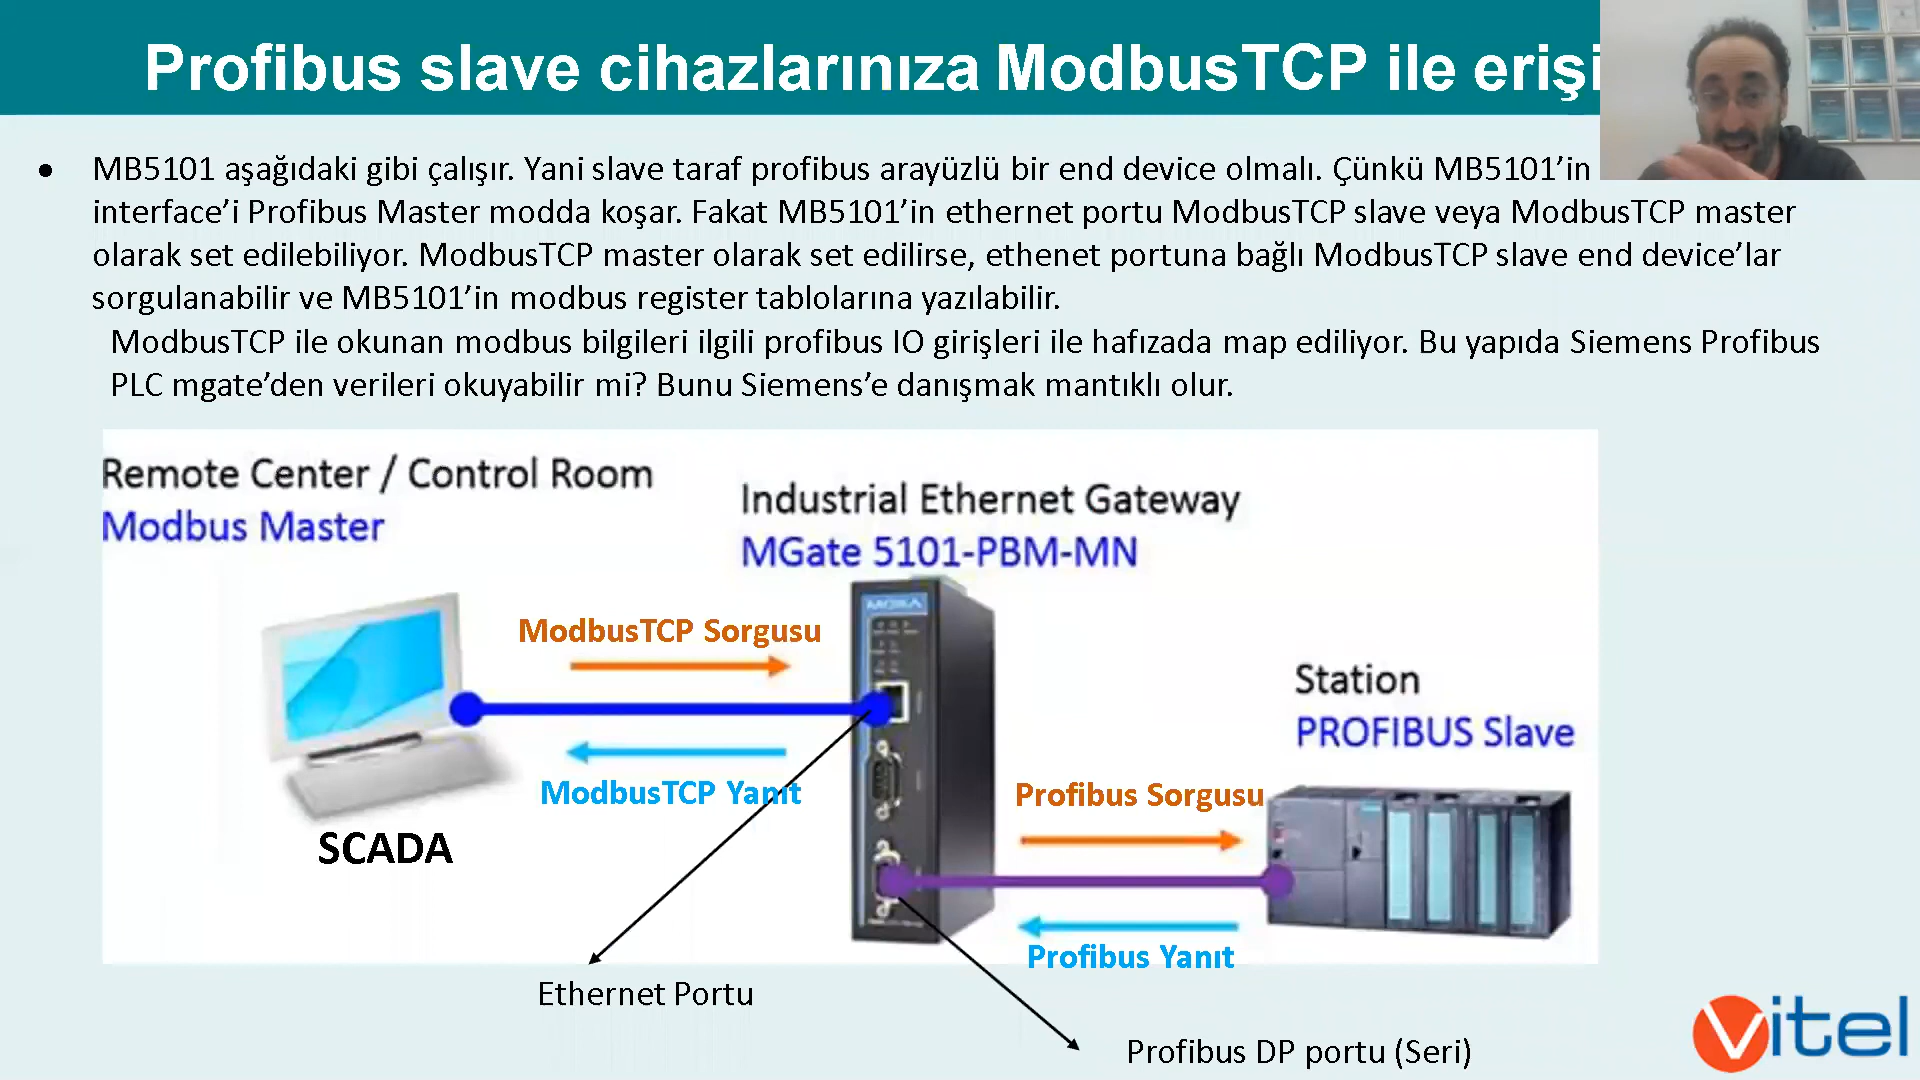 Profibus slave cihazlarınıza ModbusTCP ile erişi
● MB5101 aşağıdaki gibi çalışır. Yani slave taraf profibus arayüzlü bir end device olmalı. Çünkü MB5101’in
interface’i Profibus Master modda koşar. Fakat MB5101’in ethernet portu ModbusTCP slave veya ModbusTCP master
olarak set edilebiliyor. ModbusTCP master olarak set edilirse, ethenet portuna bağlı ModbusTCP slave end device’lar
sorgulanabilir ve MB5101’in modbus register tablolarına yazılabilir.
ModbusTCP ile okunan modbus bilgileri ilgili profibus IO girişleri ile hafızada map ediliyor. Bu yapıda Siemens Profibus
PLC mgate’den verileri okuyabilir mi? Bunu Siemens’e danışmak mantıklı olur.
Remote Center / Control Room
Modbus Master
Industrial Ethernet Gateway
MGate 5101-PBM-MN
MOXA
ModbusTCP Sorgusu
Station
PROFIBUS Slave
ModbusTCP Yanıt
Profibus Sorgusu
SCADA
Profibus Yanıt
Ethernet Portu
Profibus DP portu (Seri)
Vitel